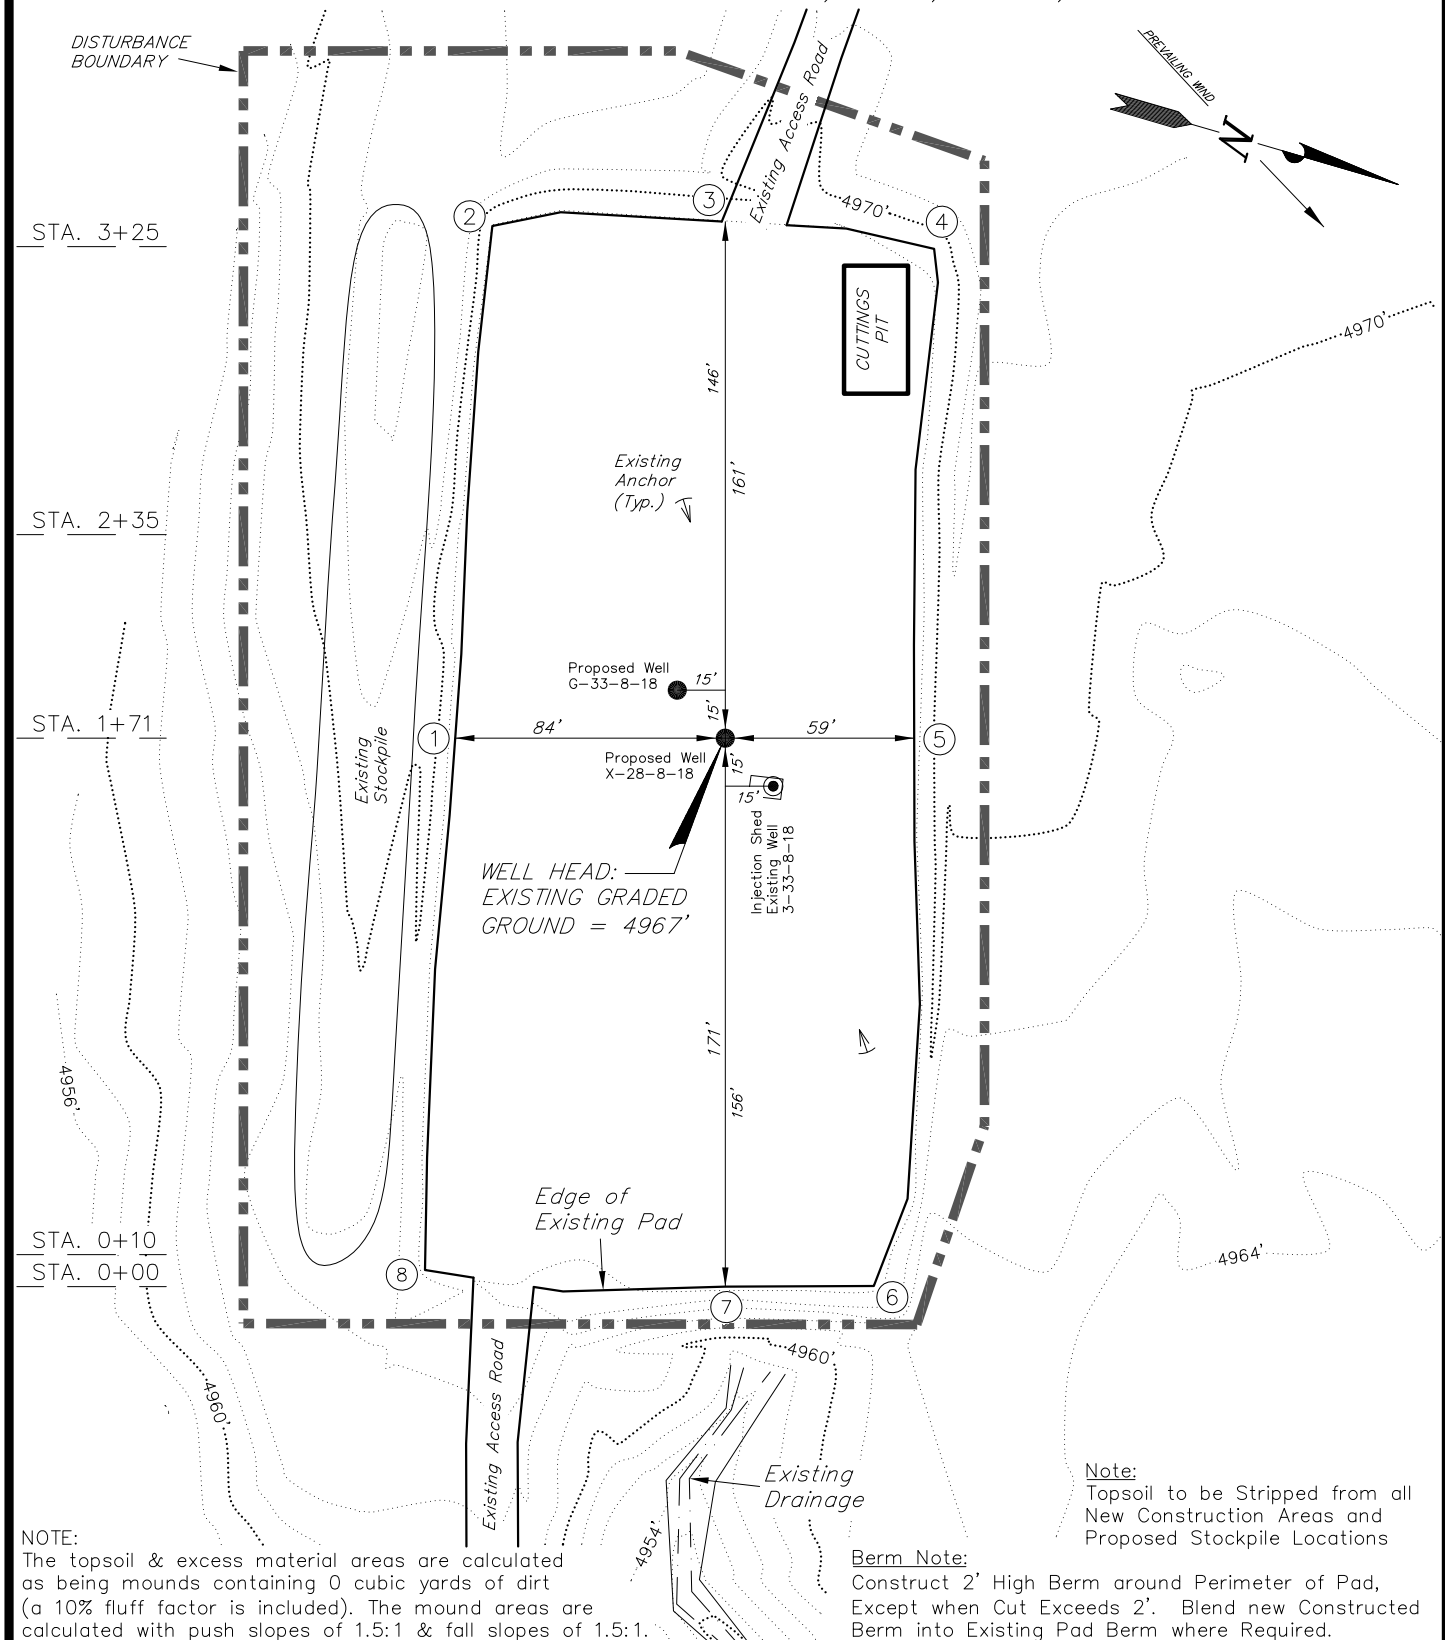 DISTURBANCE
BOUNDARY
Existing Access Road
PREVAILING WIND
N
STA. 3+25
2
3
4970'
4
CUTTINGS
PIT
4970'
146'
Existing
Anchor
(Typ.)
161'
STA. 2+35
Proposed Well
G-33-8-18
15'
15'
STA. 1+71
1
84'
59'
5
Proposed Well
X-28-8-18
15'
15'
Existing
Stockpile
Injection Shed
Existing Well
3-33-8-18
WELL HEAD:
EXISTING GRADED
GROUND = 4967'
171'
156'
4956'
Edge of
Existing Pad
STA. 0+10
STA. 0+00
8
7
6
4964'
4960'
4960'
Existing Access Road
Existing
Drainage
4954'
Note:
Topsoil to be Stripped from all
New Construction Areas and
Proposed Stockpile Locations
NOTE:
The topsoil & excess material areas are calculated
as being mounds containing 0 cubic yards of dirt
(a 10% fluff factor is included). The mound areas are
calculated with push slopes of 1.5:1 & fall slopes of 1.5:1.
Berm Note:
Construct 2' High Berm around Perimeter of Pad,
Except when Cut Exceeds 2'. Blend new Constructed
Berm into Existing Pad Berm where Required.